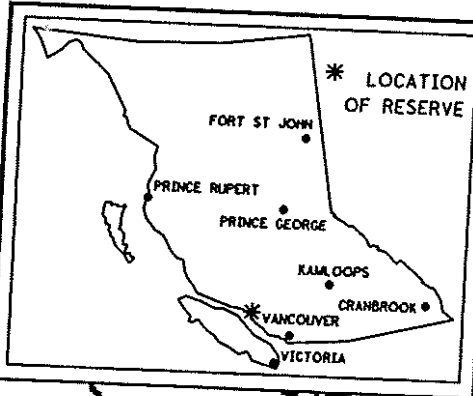 * LOCATION
OF RESERVE
FORT ST JOHN
PRINCE RUPERT
PRINCE GEORGE
KAMLOOPS
CRANBROOK
VANCOUVER
VICTORIA